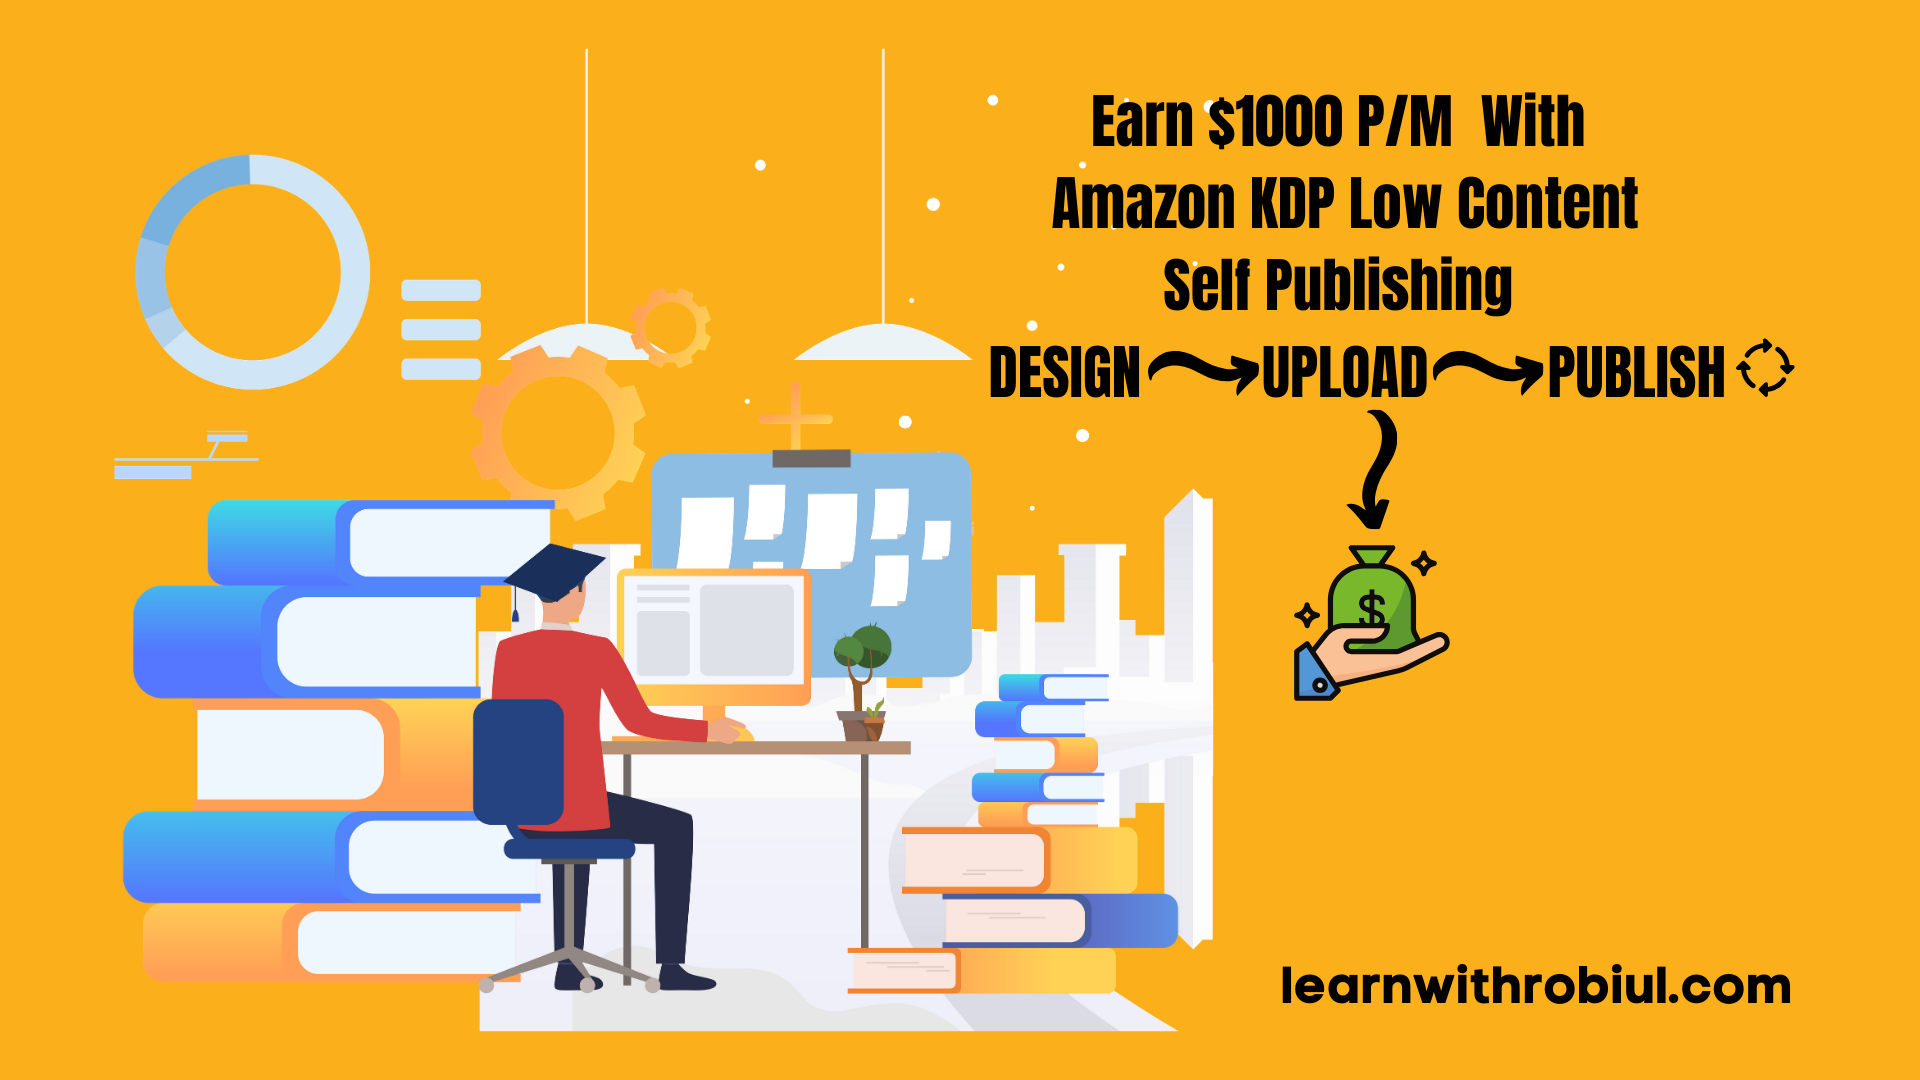 Earn $1000 P/M With
Amazon KDP Low Content
Self Publishing
DESIGN UPLOAD PUBLISH
$
learnwithrobiul.com